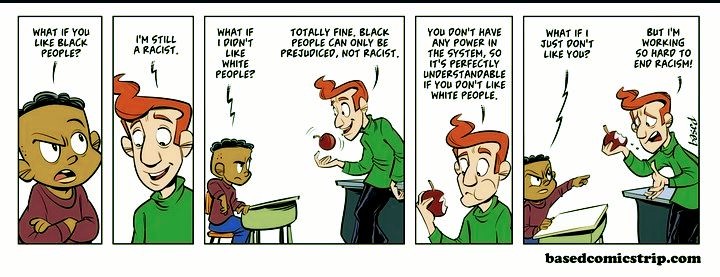 WHAT IF YOU
LIKE BLACK
PEOPLE?
I'M STILL
A RACIST.
WHAT IF
I DIDN'T
LIKE
WHITE
PEOPLE?
TOTALLY FINE. BLACK
PEOPLE CAN ONLY BE
PREJUDICED, NOT RACIST.
YOU DON'T HAVE
ANY POWER IN
THE SYSTEM, SO
IT'S PERFECTLY
UNDERSTANDABLE
IF YOU DON'T LIKE
WHITE PEOPLE.
WHAT IF I
JUST DON'T
LIKE YOU?
BUT I'M
WORKING
SO HARD TO
END RACISM!
basedcomicstrip.com